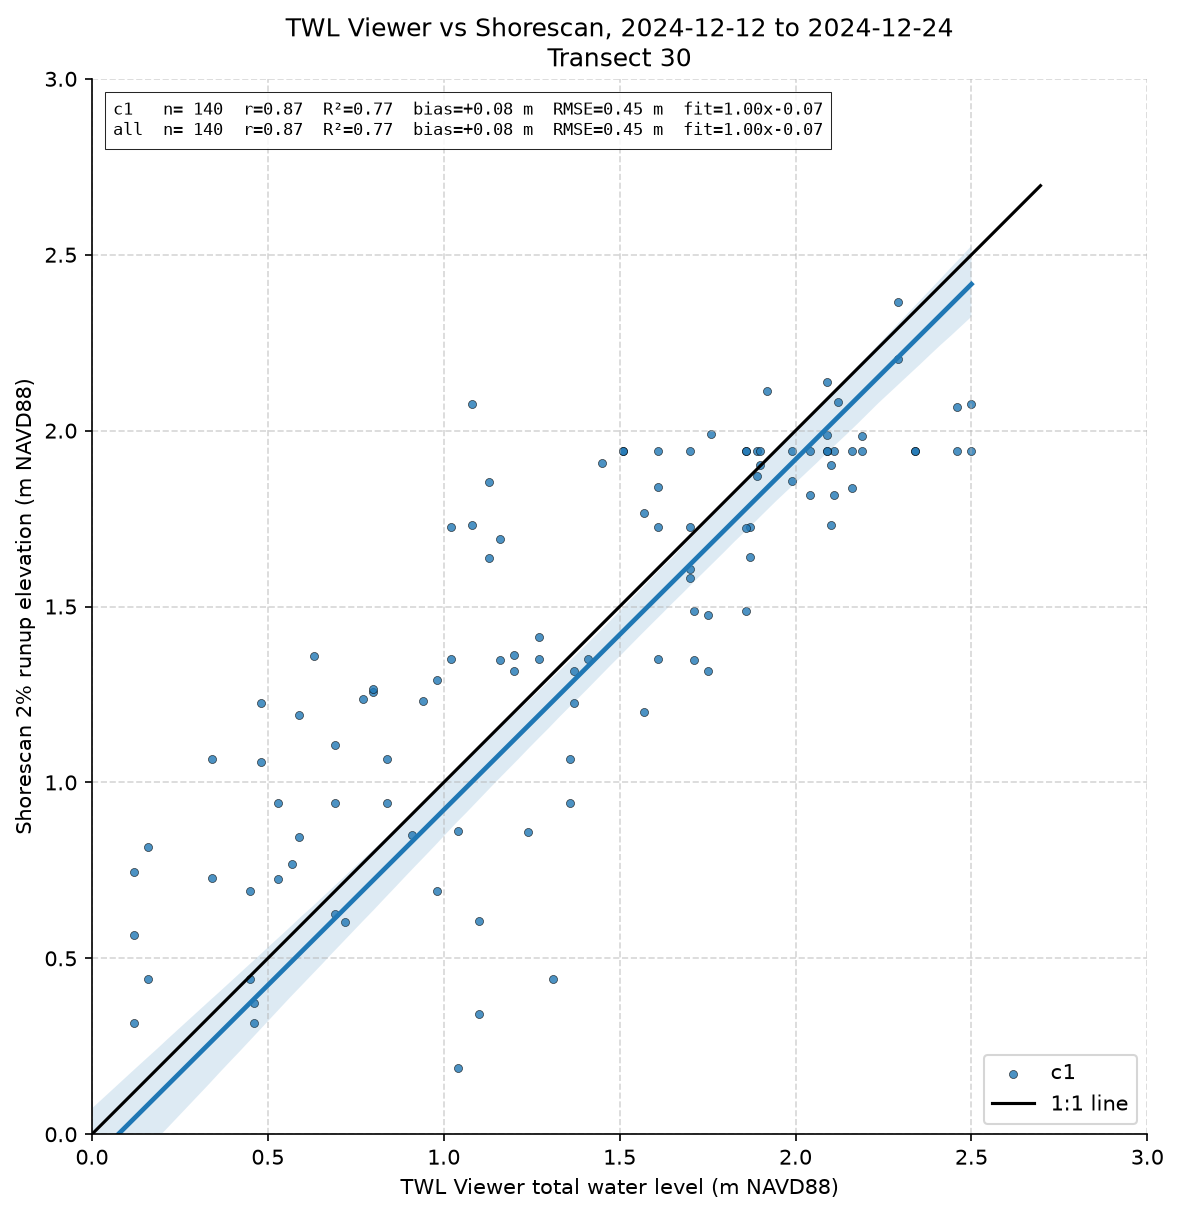 TWL Viewer vs Shorescan, 2024-12-12 to 2024-12-24
Transect 30
c1 n= 140 r=0.87 R²=0.77 bias=+0.08 m RMSE=0.45 m fit=1.00x-0.07
all n= 140 r=0.87 R²=0.77 bias=+0.08 m RMSE=0.45 m fit=1.00x-0.07
Shorescan 2% runup elevation (m NAVD88)
3.0
2.5
2.0
1.5
1.0
0.5
0.0
c1
1:1 line
0.0 0.5 1.0 1.5 2.0 2.5 3.0
TWL Viewer total water level (m NAVD88)